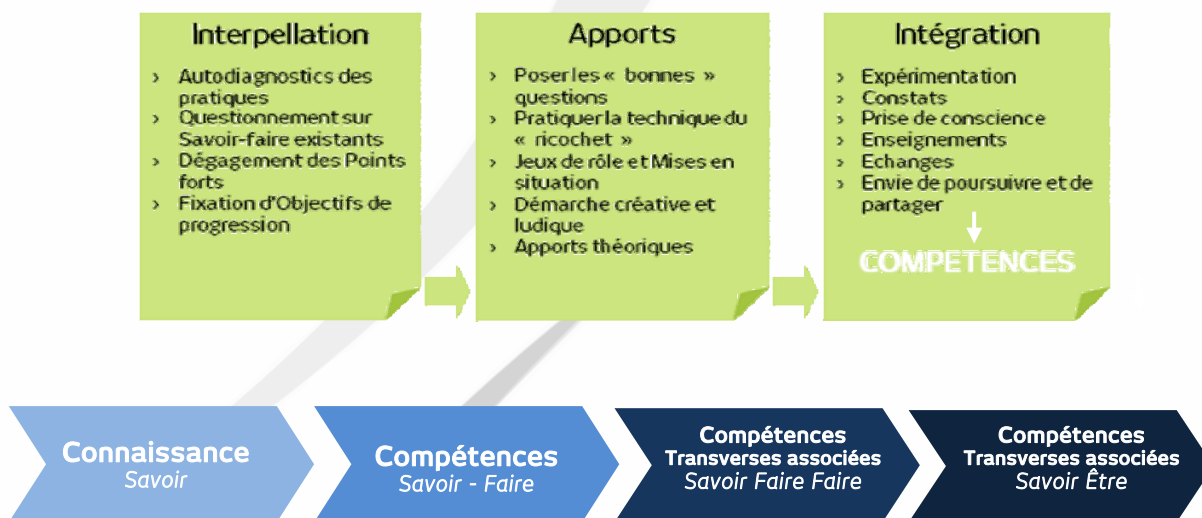 Interpellation
› Autodiagnostics des
pratiques
› Questionnement sur
Savoir-faire existants
› Dégagement des Points
forts
› Fixation d'Objectifs de
progression
Apports
› Poser les « bonnes »
questions
› Pratiquer la technique du
« ricochet »
› Jeux de rôle et Mises en
situation
› Démarche créative et
ludique
› Apports théoriques
Intégration
› Expérimentation
› Constats
› Prise de conscience
› Enseignements
› Echanges
› Envie de poursuivre et de
partager
COMPETENCES
Connaissance
Savoir
Compétences
Savoir - Faire
Compétences
Transverses associées
Savoir Faire Faire
Compétences
Transverses associées
Savoir Être